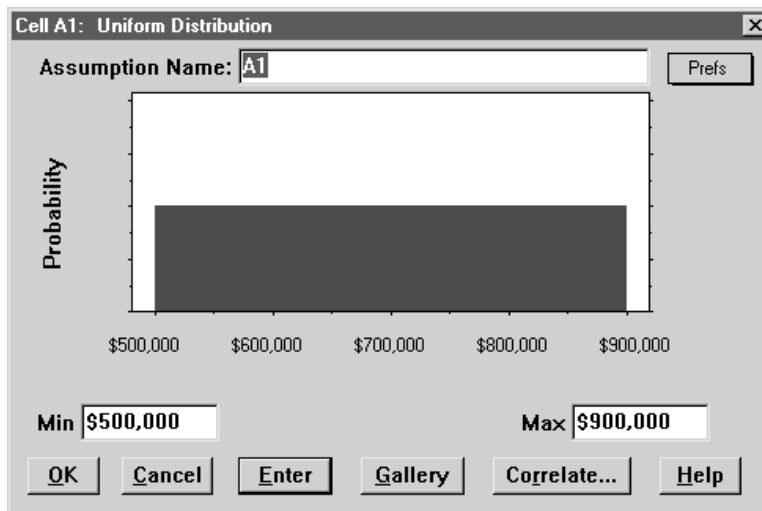 Cell A1: Uniform Distribution
Assumption Name: A1
Prefs
Probability
$500,000 $600,000 $700,000 $800,000 $900,000
Min $500,000 Max $900,000
OK Cancel Enter Gallery Correlate... Help